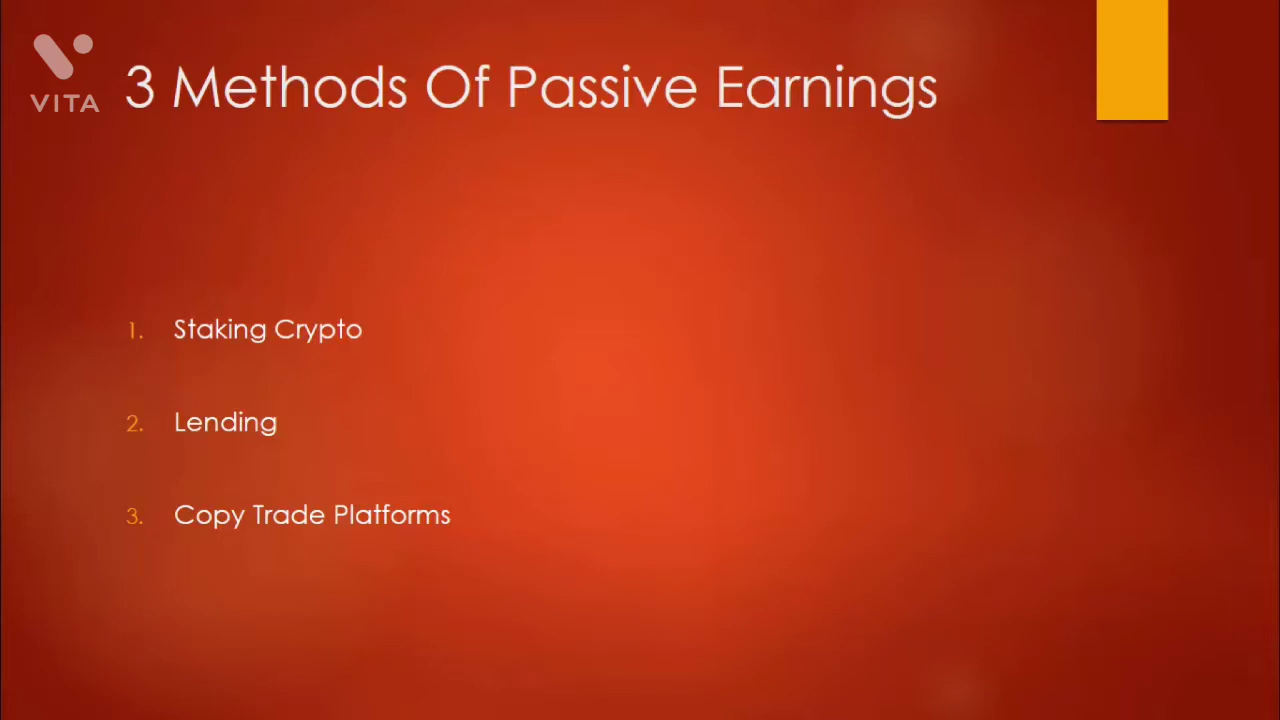 VITA
3 Methods Of Passive Earnings
1. Staking Crypto
2. Lending
3. Copy Trade Platforms